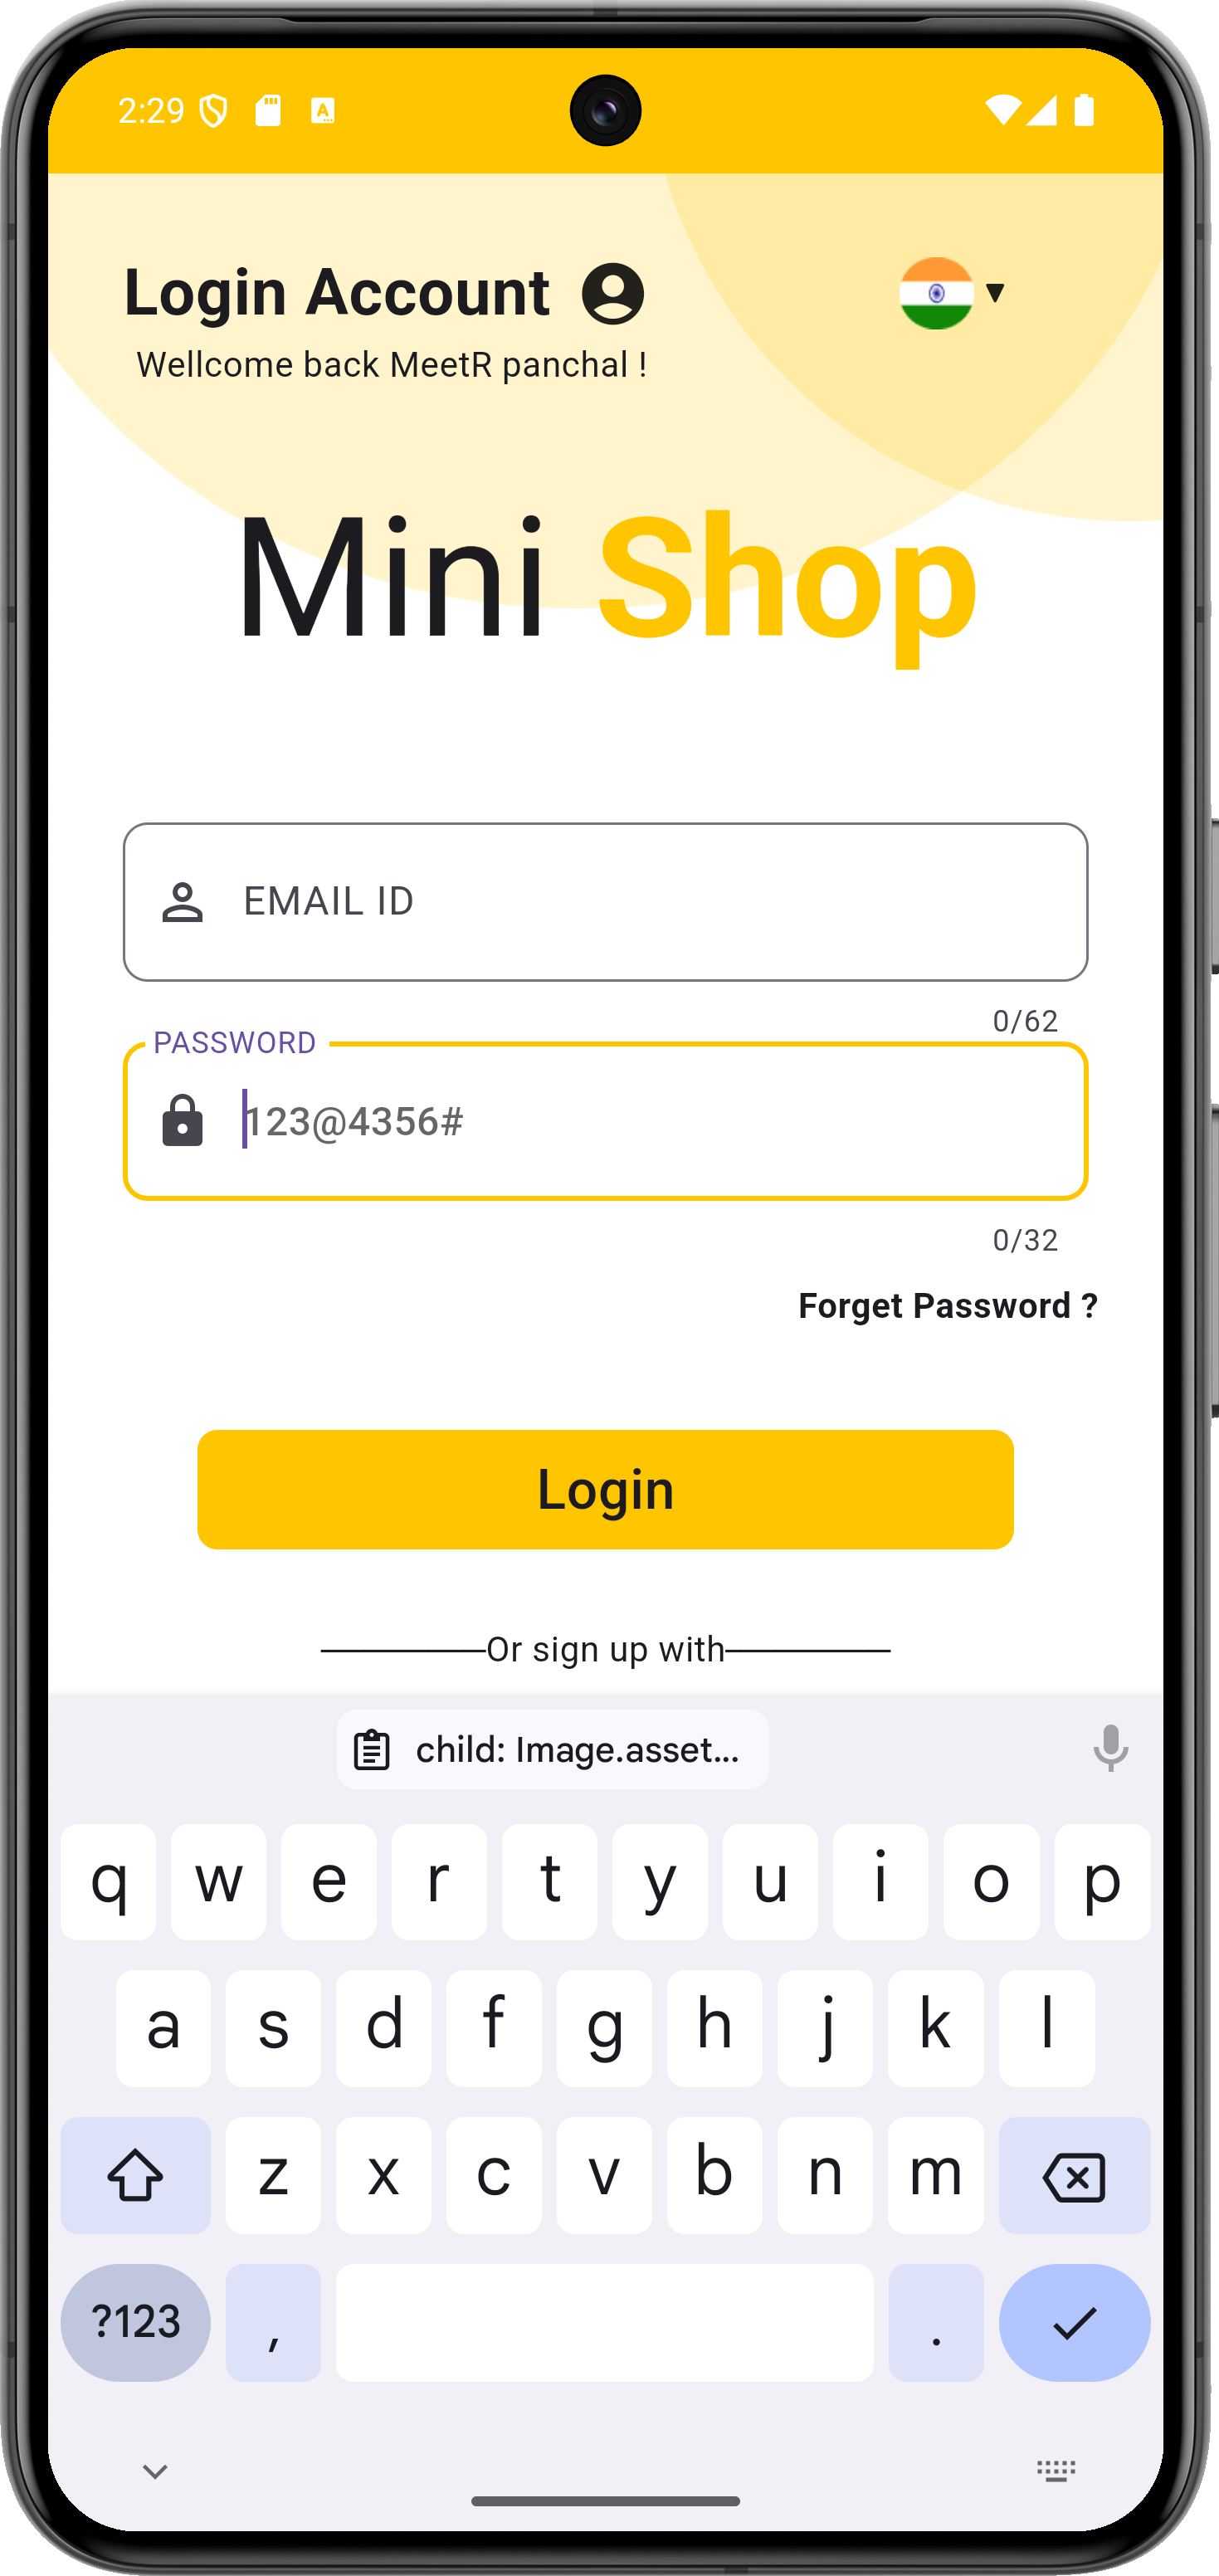 2:29
Login Account
Wellcome back MeetR panchal !
Mini Shop
EMAIL ID
0/62
PASSWORD
123@4356#
0/32
Forget Password ?
Login
Or sign up with
child: Image.asset...
q w e r t y u i o p
a s d f g h j k l
z x c v b n m
?123 , .